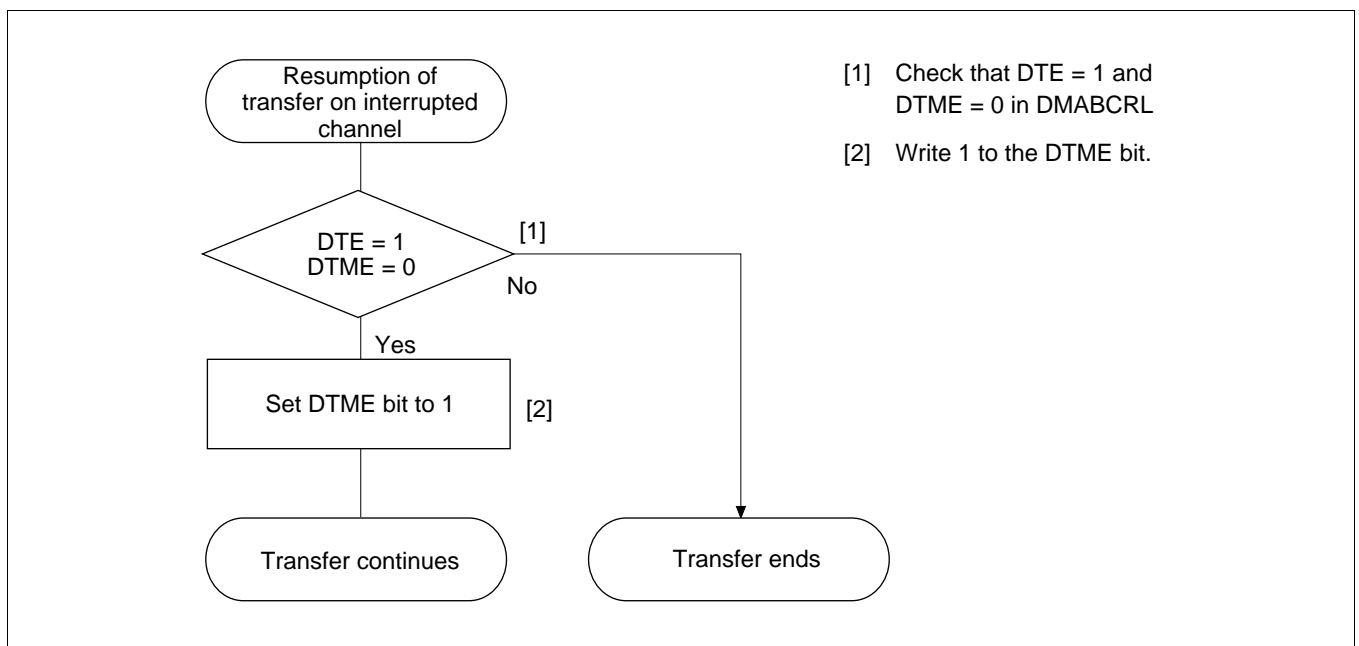 Resumption of
transfer on interrupted
channel
DTE = 1
DTME = 0
[1]
No
Yes
Set DTME bit to 1
[2]
Transfer continues
Transfer ends
[1] Check that DTE = 1 and
DTME = 0 in DMABCRL
[2] Write 1 to the DTME bit.